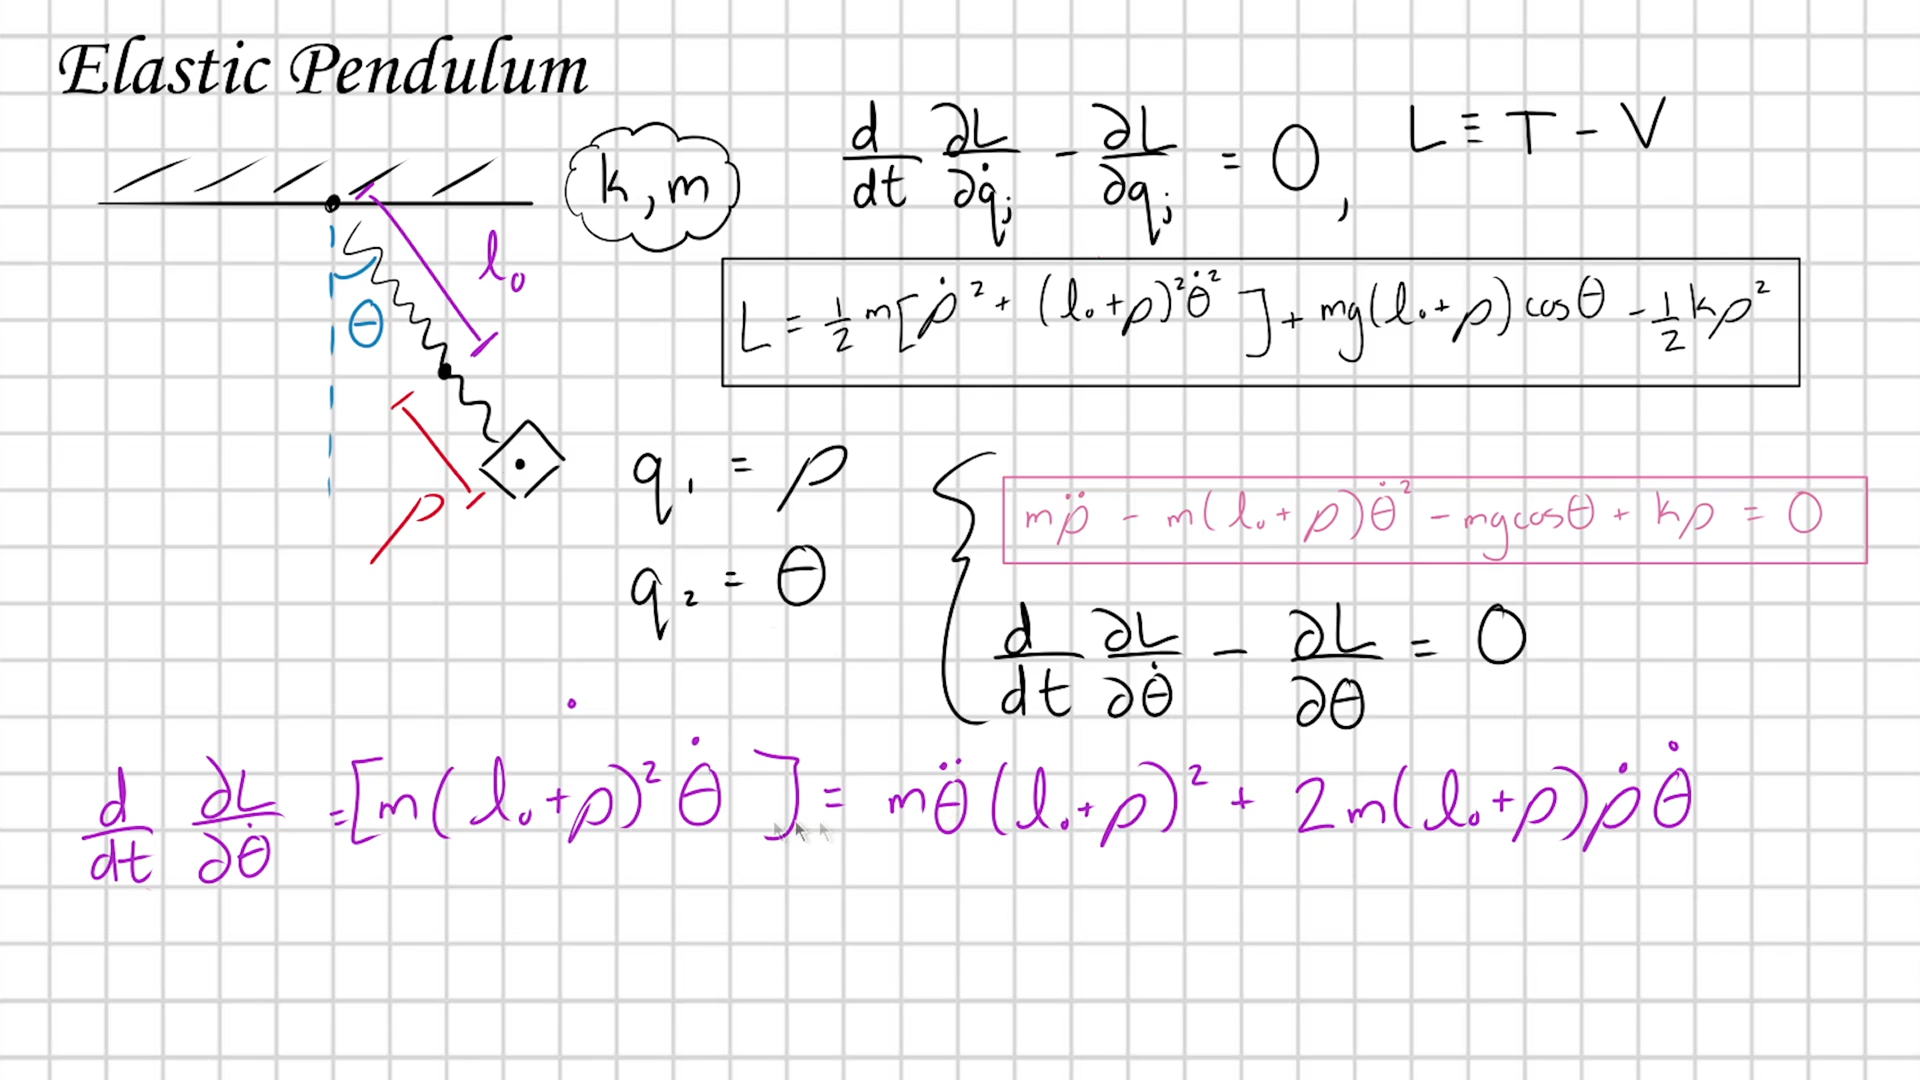 Elastic Pendulum
k, m
d/dt ∂L/∂q̇ⱼ - ∂L/∂qⱼ = 0, L ≡ T - V
l₀
θ
ρ
L = ½ m[ρ̇² + (l₀+ρ)²θ̇²] + mg(l₀+ρ)cosθ - ½kρ²
q₁ = ρ
q₂ = θ
mρ̈ - m(l₀+ρ)θ̇² - mgcosθ + kρ = 0
d/dt ∂L/∂θ̇ - ∂L/∂θ = 0
d/dt ∂L/∂θ̇ = [m(l₀+ρ)²θ̇]˙ = mθ̈(l₀+ρ)² + 2m(l₀+ρ)ρ̇θ̇